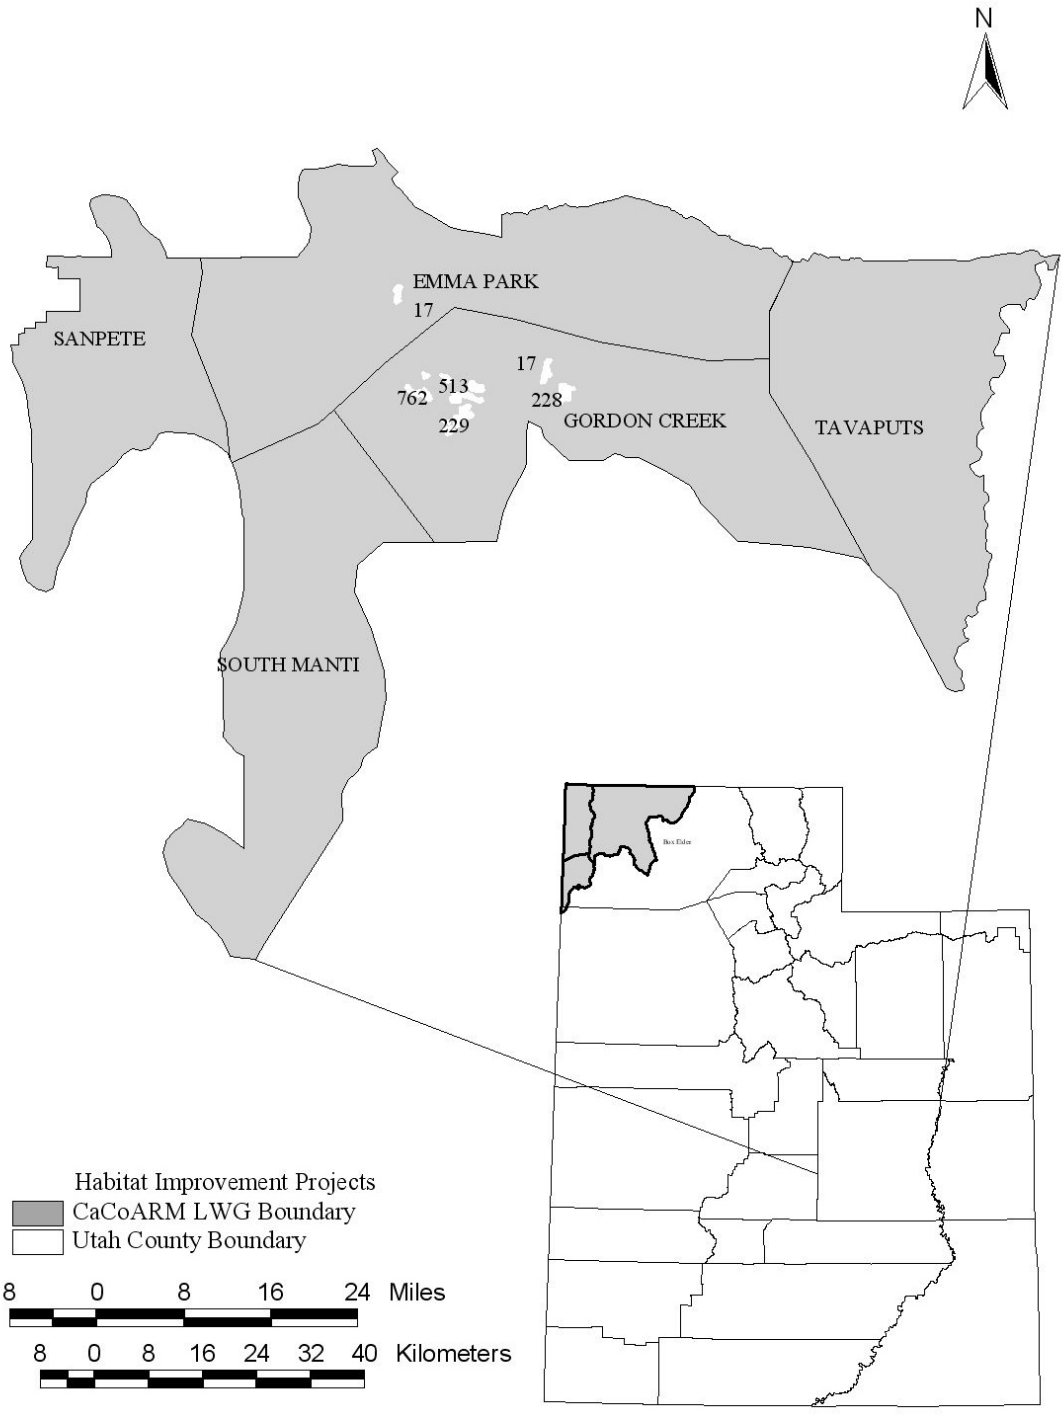 N
EMMA PARK
17
SANPETE
17
513
762
228
229
GORDON CREEK
TAVAPUTS
SOUTH MANTI
Box Elder
Habitat Improvement Projects
CaCoARM LWG Boundary
Utah County Boundary
8 0 8 16 24 Miles
8 0 8 16 24 32 40 Kilometers